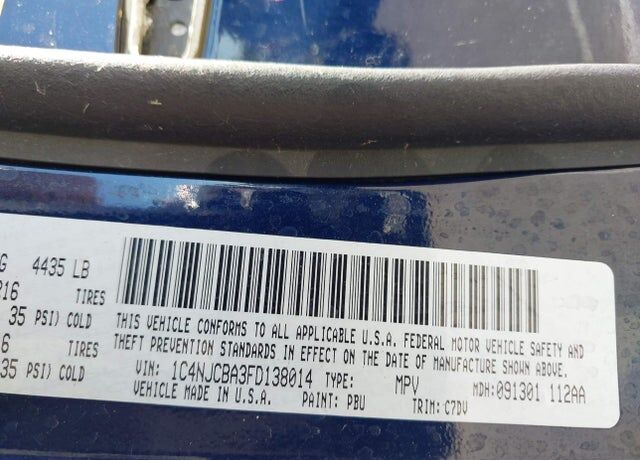 G 4435 LB
R16 TIRES
35 PSI) COLD
6 TIRES
35 PSI) COLD
THIS VEHICLE CONFORMS TO ALL APPLICABLE U.S.A. FEDERAL MOTOR VEHICLE SAFETY AND
THEFT PREVENTION STANDARDS IN EFFECT ON THE DATE OF MANUFACTURE SHOWN ABOVE.
VIN: 1C4NJCBA3FD138014 TYPE: MPV MDH:091301 112AA
VEHICLE MADE IN U.S.A. PAINT: PBU TRIM: C7DV